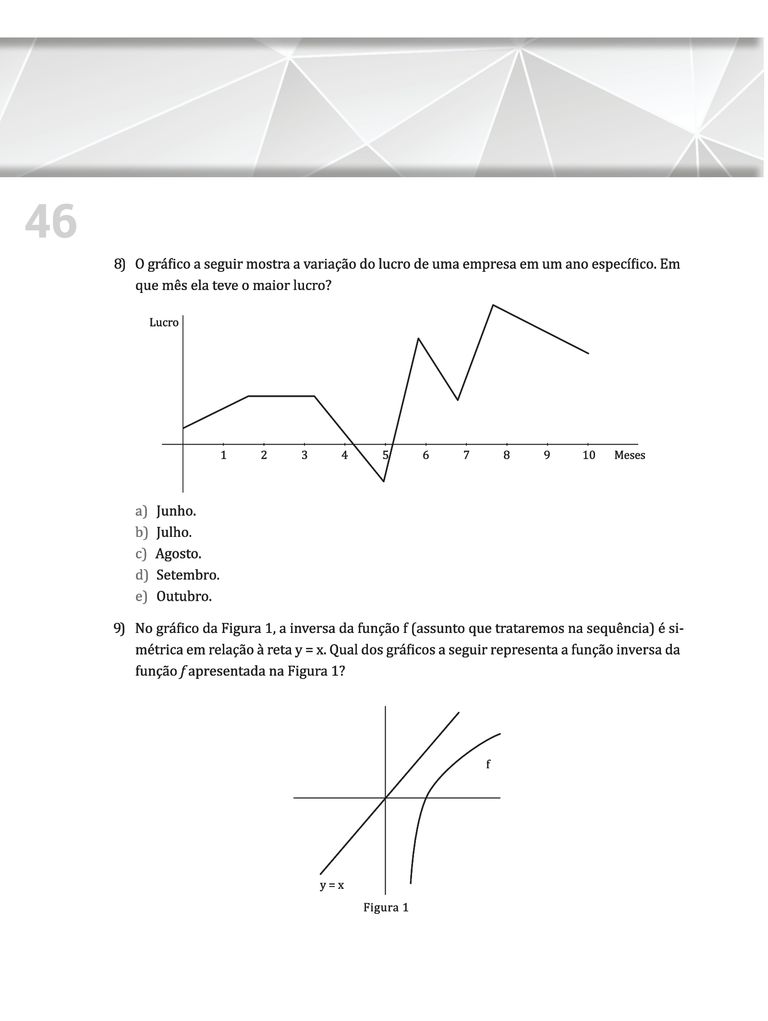 46
8) O gráfico a seguir mostra a variação do lucro de uma empresa em um ano específico. Em
que mês ela teve o maior lucro?
Lucro
1 2 3 4 5 6 7 8 9 10 Meses
a) Junho.
b) Julho.
c) Agosto.
d) Setembro.
e) Outubro.
9) No gráfico da Figura 1, a inversa da função f (assunto que trataremos na sequência) é si-
métrica em relação à reta y = x. Qual dos gráficos a seguir representa a função inversa da
função f apresentada na Figura 1?
f
y = x
Figura 1